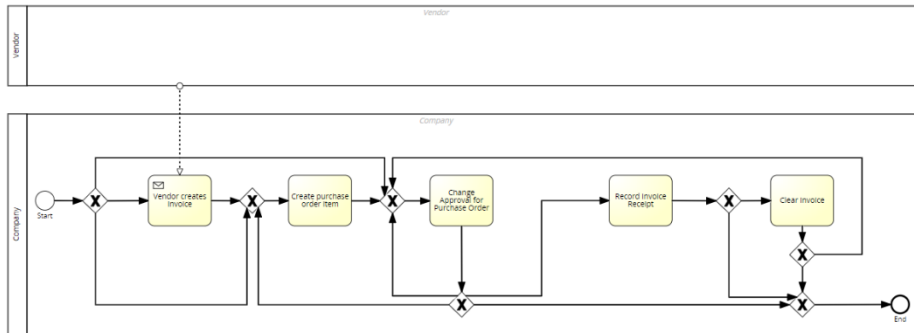 Vendor
Vendor
Company
Company
Start
Vendor creates
Invoice
Create purchase
order Item
Change
Approval for
Purchase Order
Record Invoice
Receipt
Clear Invoice
End